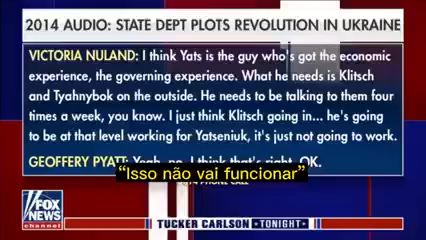 2014 AUDIO: STATE DEPT PLOTS REVOLUTION IN UKRAINE
VICTORIA NULAND: I think Yats is the guy who's got the economic
experience, the governing experience. What he needs is Klitsch
and Tyahnybok on the outside. He needs to be talking to them four
times a week, you know. I just think Klitsch going in... he's going
to be at that level working for Yatseniuk, it's just not going to work.
GEOFFERY PYATT: Yeah, no, I think that's right. OK.
“Isso não vai funcionar”
PHONE CALL
FOX
NEWS
channel
TUCKER CARLSON TONIGHT